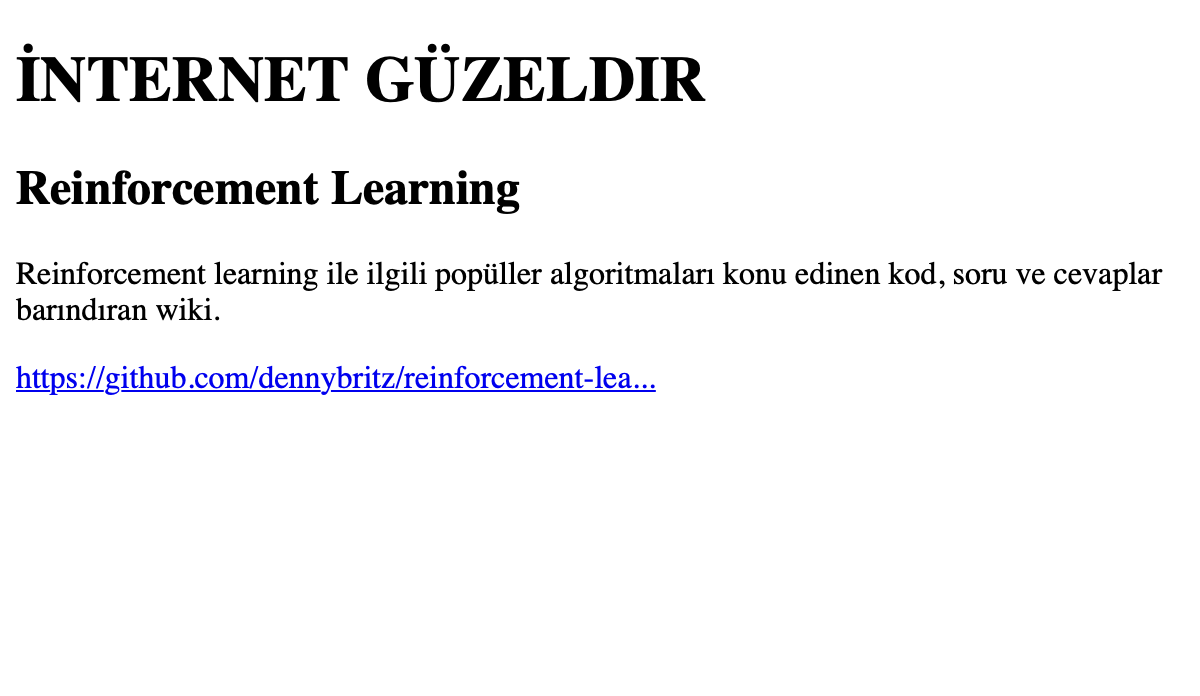 İNTERNET GÜZELDIR
Reinforcement Learning
Reinforcement learning ile ilgili popüller algoritmaları konu edinen kod, soru ve cevaplar
barındıran wiki.
https://github.com/dennybritz/reinforcement-lea...